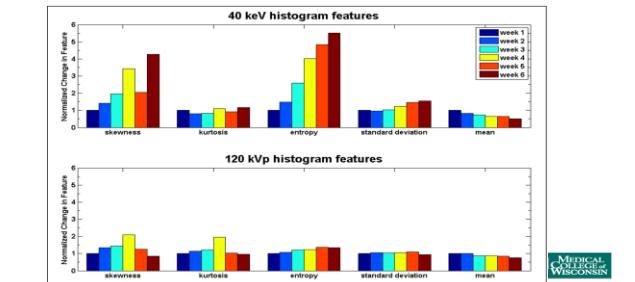 40 keV histogram features
Normalized Change in Feature
6
5
4
3
2
1
0
skewness
kurtosis
entropy
standard deviation
mean
week 1
week 2
week 3
week 4
week 5
week 6
120 kVp histogram features
Normalized Change in Feature
6
5
4
3
2
1
0
skewness
kurtosis
entropy
standard deviation
mean
MEDICAL
COLLEGE of
WISCONSIN